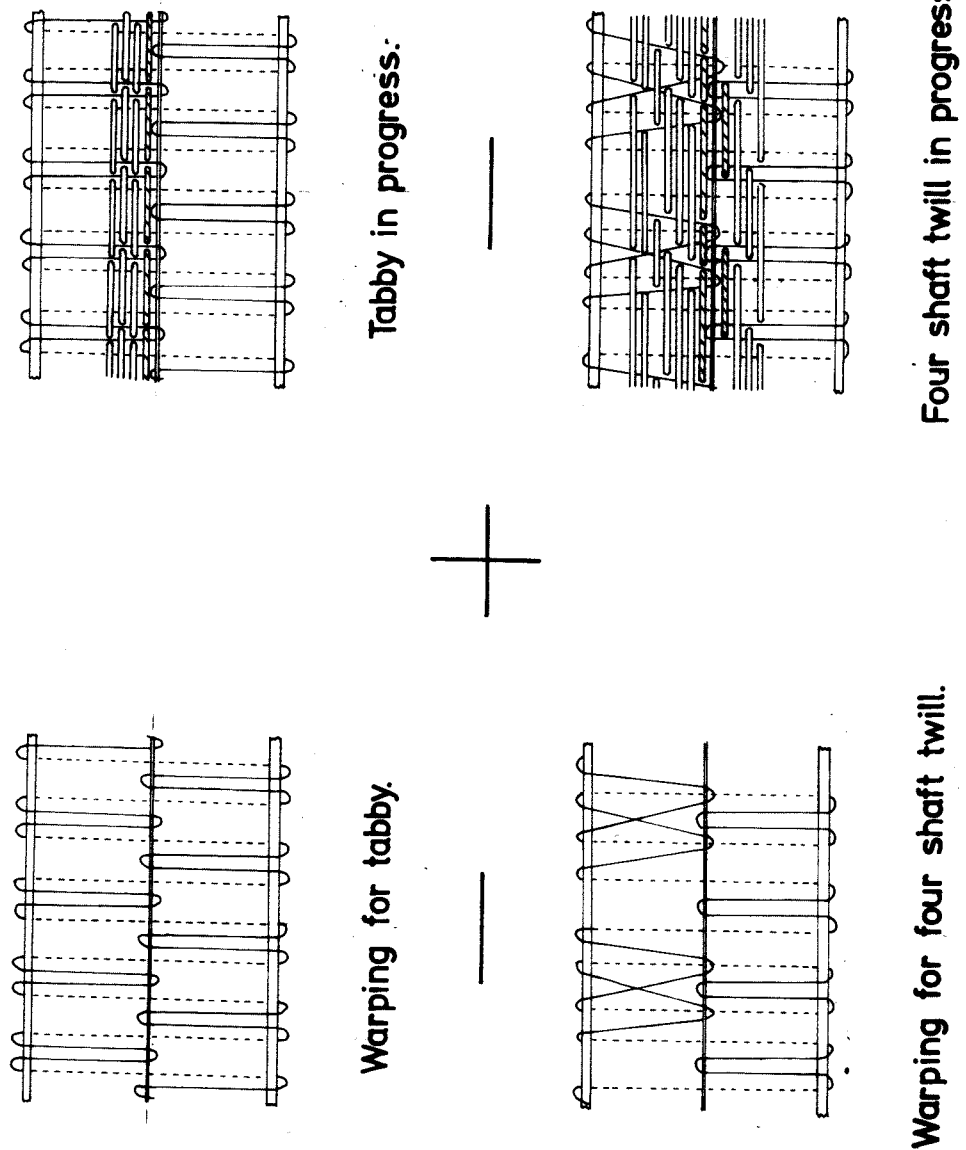 Tabby in progress.
Four shaft twill in progress
Warping for tabby.
Warping for four shaft twill.